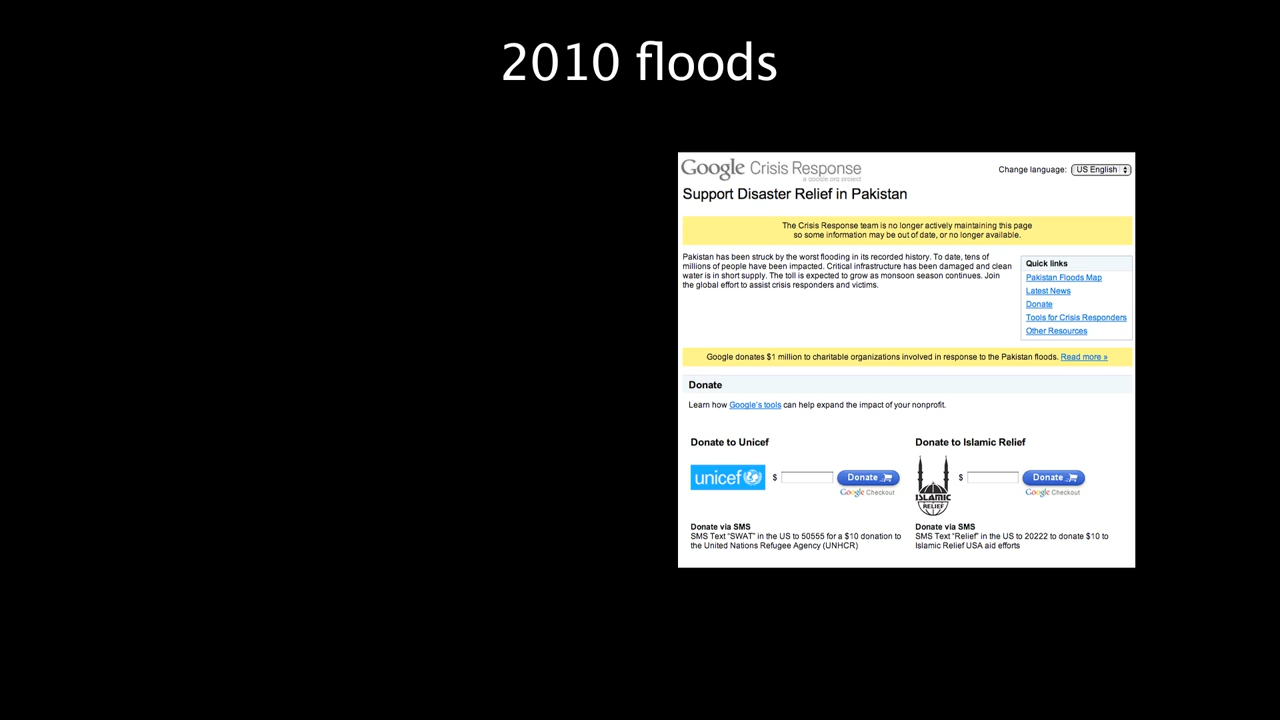 2010 floods
Google Crisis Response
a google.org project
Change language: US English
Support Disaster Relief in Pakistan
The Crisis Response team is no longer actively maintaining this page
so some information may be out of date, or no longer available.
Pakistan has been struck by the worst flooding in its recorded history. To date, tens of
millions of people have been impacted. Critical infrastructure has been damaged and clean
water is in short supply. The toll is expected to grow as monsoon season continues. Join
the global effort to assist crisis responders and victims.
Quick links
Pakistan Floods Map
Latest News
Donate
Tools for Crisis Responders
Other Resources
Google donates $1 million to charitable organizations involved in response to the Pakistan floods. Read more »
Donate
Learn how Google's tools can help expand the impact of your nonprofit.
Donate to Unicef
unicef $ Donate
Google Checkout
Donate via SMS
SMS Text "SWAT" in the US to 50555 for a $10 donation to
the United Nations Refugee Agency (UNHCR)
Donate to Islamic Relief
ISLAMIC
RELIEF
$ Donate
Google Checkout
Donate via SMS
SMS Text "Relief" in the US to 20222 to donate $10 to
Islamic Relief USA aid efforts